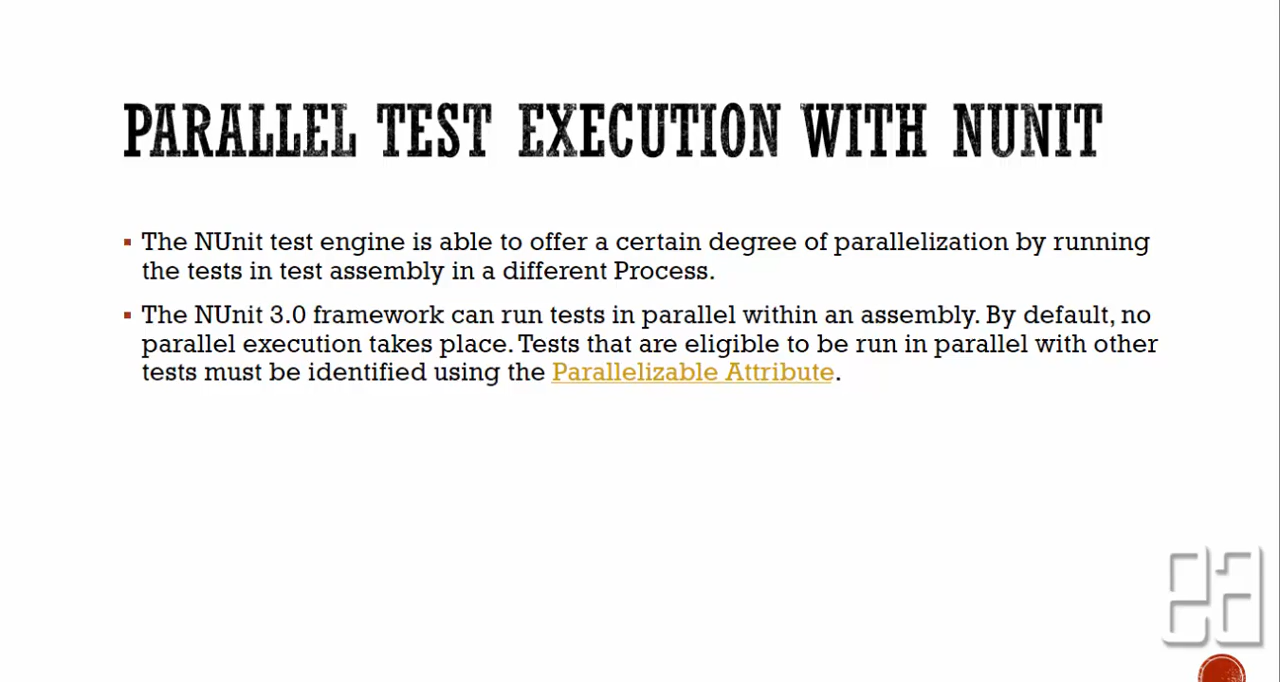 PARALLEL TEST EXECUTION WITH NUNIT
▪ The NUnit test engine is able to offer a certain degree of parallelization by running
the tests in test assembly in a different Process.
▪ The NUnit 3.0 framework can run tests in parallel within an assembly. By default, no
parallel execution takes place. Tests that are eligible to be run in parallel with other
tests must be identified using the Parallelizable Attribute.
ea